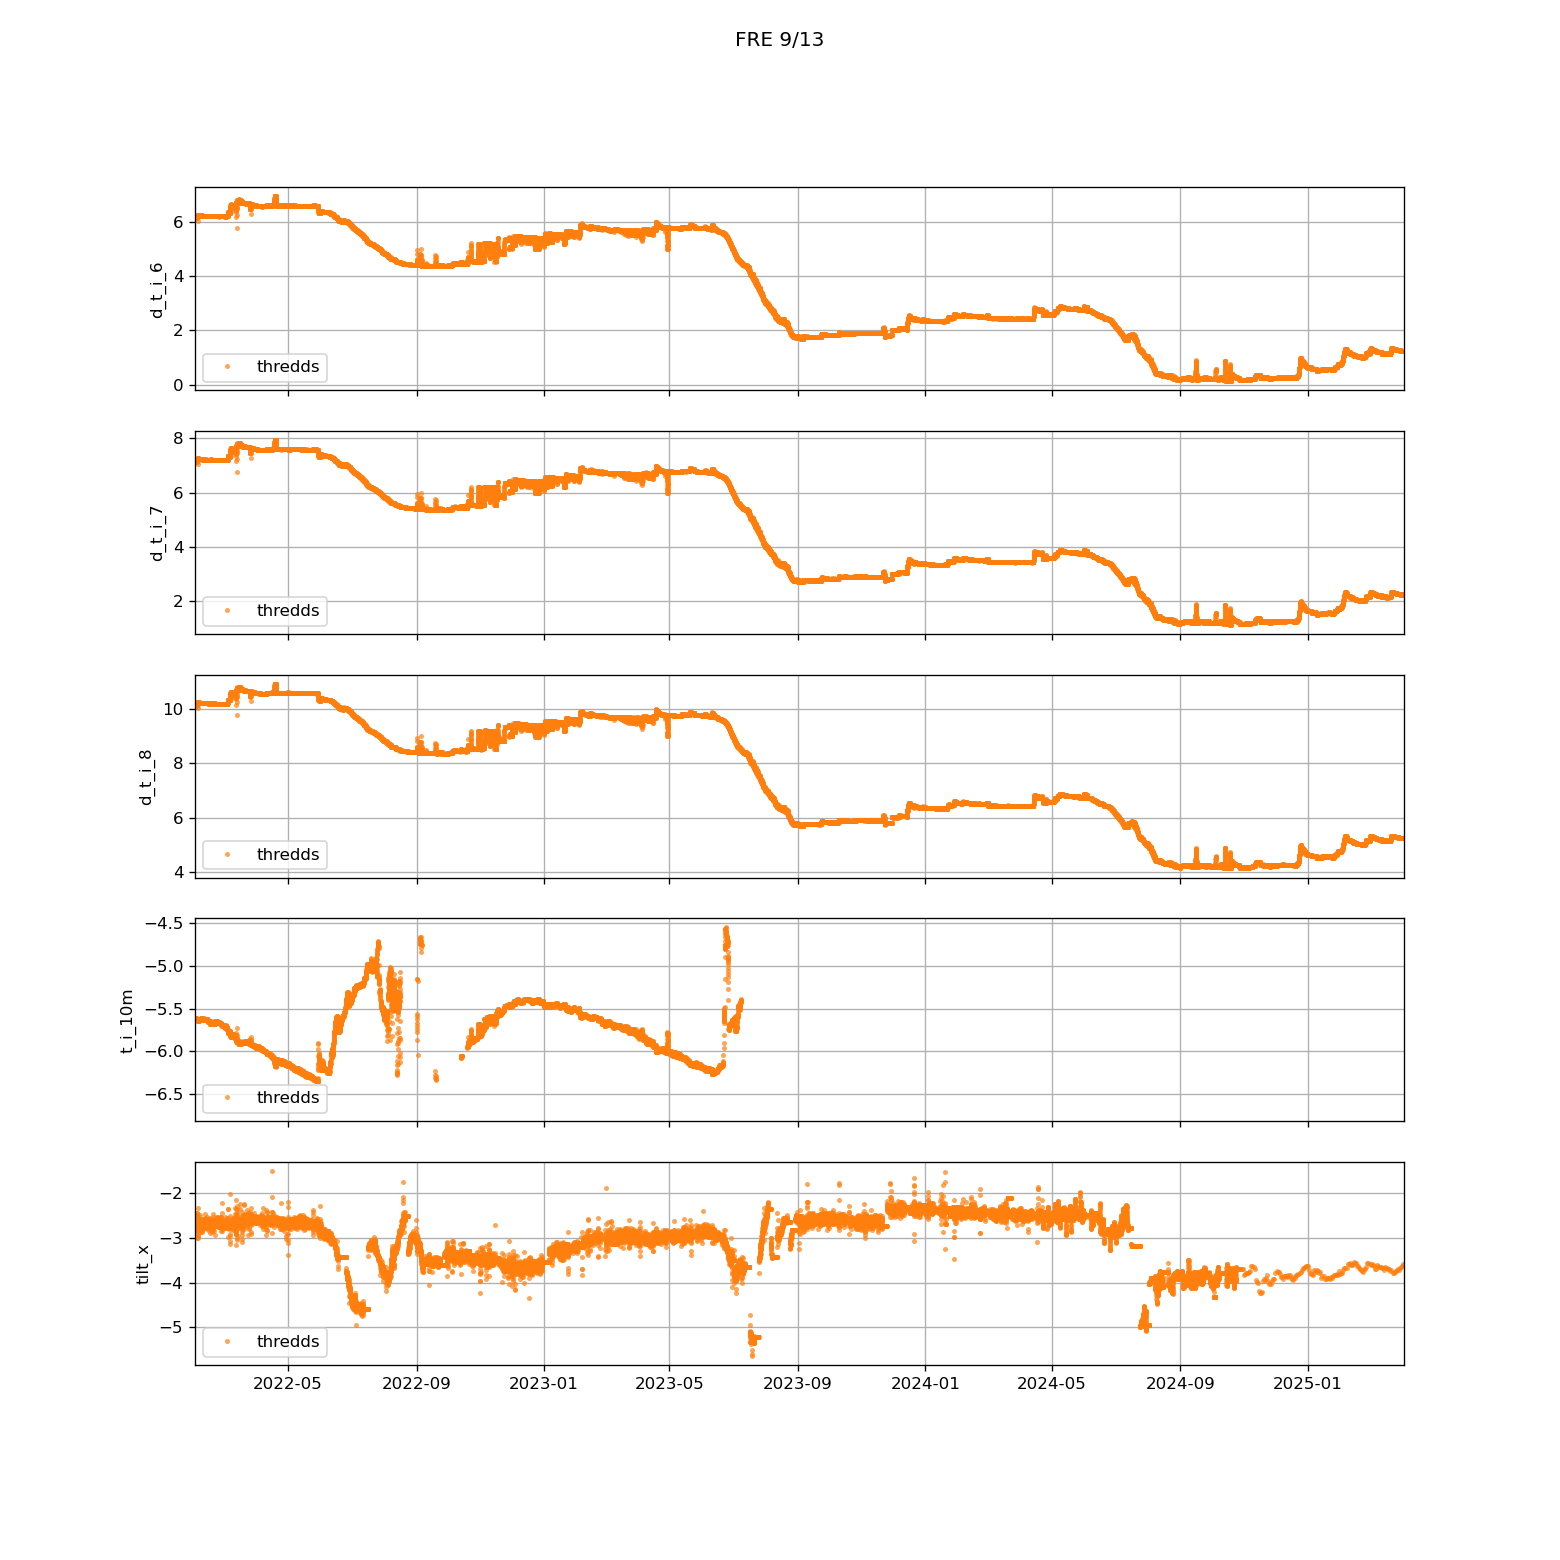 FRE 9/13
d_t_i_6
6
4
2
0
thredds
d_t_i_7
8
6
4
2
thredds
d_t_i_8
10
8
6
4
thredds
t_i_10m
−4.5
−5.0
−5.5
−6.0
−6.5
thredds
tilt_x
−2
−3
−4
−5
thredds
2022-05 2022-09 2023-01 2023-05 2023-09 2024-01 2024-05 2024-09 2025-01